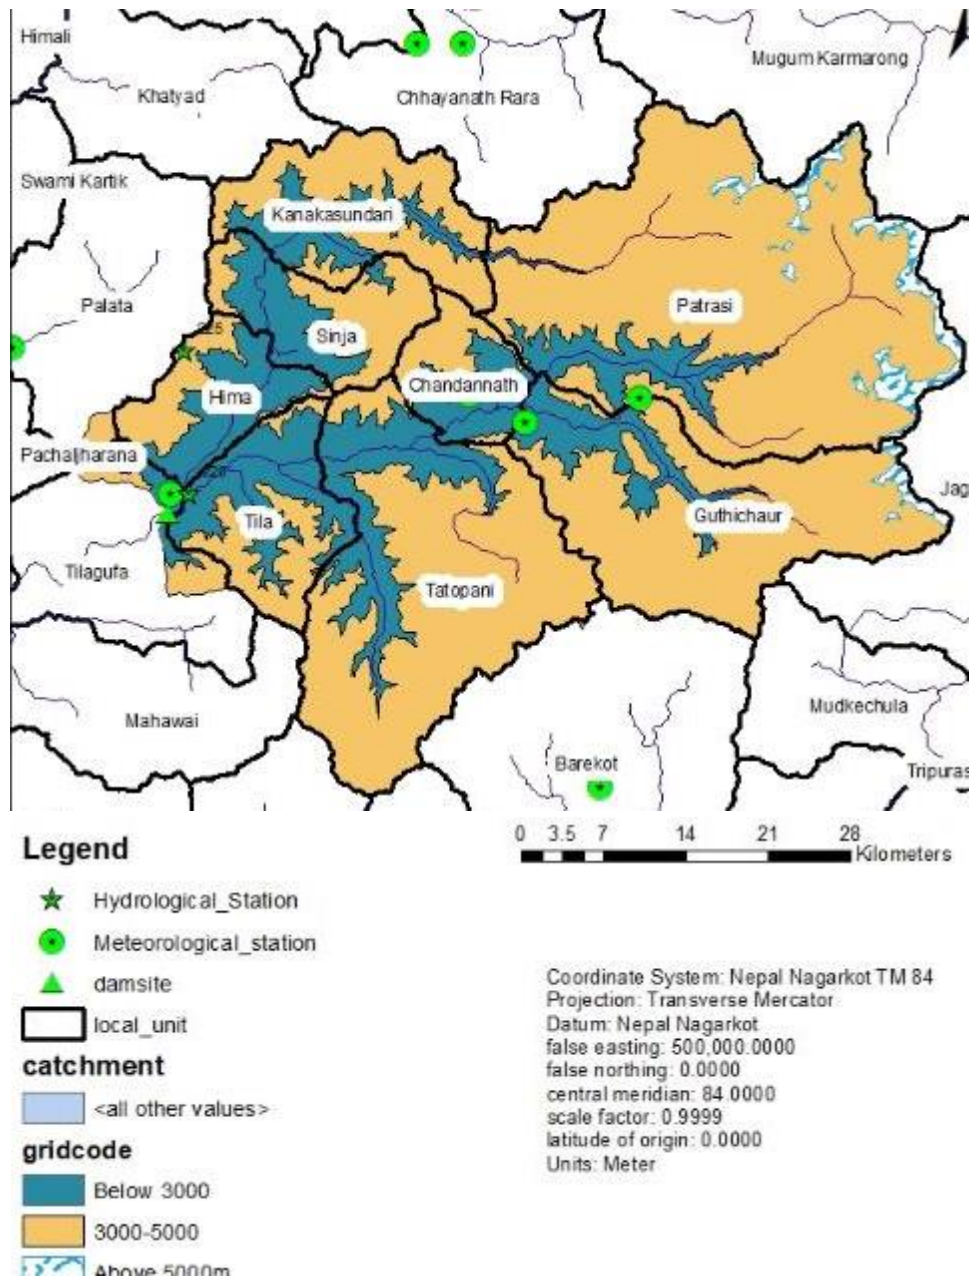 Himali
Mugum Karmarong
Khatyad
Chhayanath Rara
Swami Kartik
Kanakasundari
Palata
Patrasi
Sinja
Chandannath
Hima
Pachaljharana
Jag
Guthichaur
Tila
Tilagufa
Tatopani
Mudkechula
Mahawai
Barekot
Tripuras
0 3.5 7 14 21 28
Kilometers
Legend
Hydrological_Station
Meteorological_station
damsite
local_unit
catchment
<all other values>
gridcode
Below 3000
3000-5000
Above 5000m
Coordinate System: Nepal Nagarkot TM 84
Projection: Transverse Mercator
Datum: Nepal Nagarkot
false easting: 500,000.0000
false northing: 0.0000
central meridian: 84.0000
scale factor: 0.9999
latitude of origin: 0.0000
Units: Meter